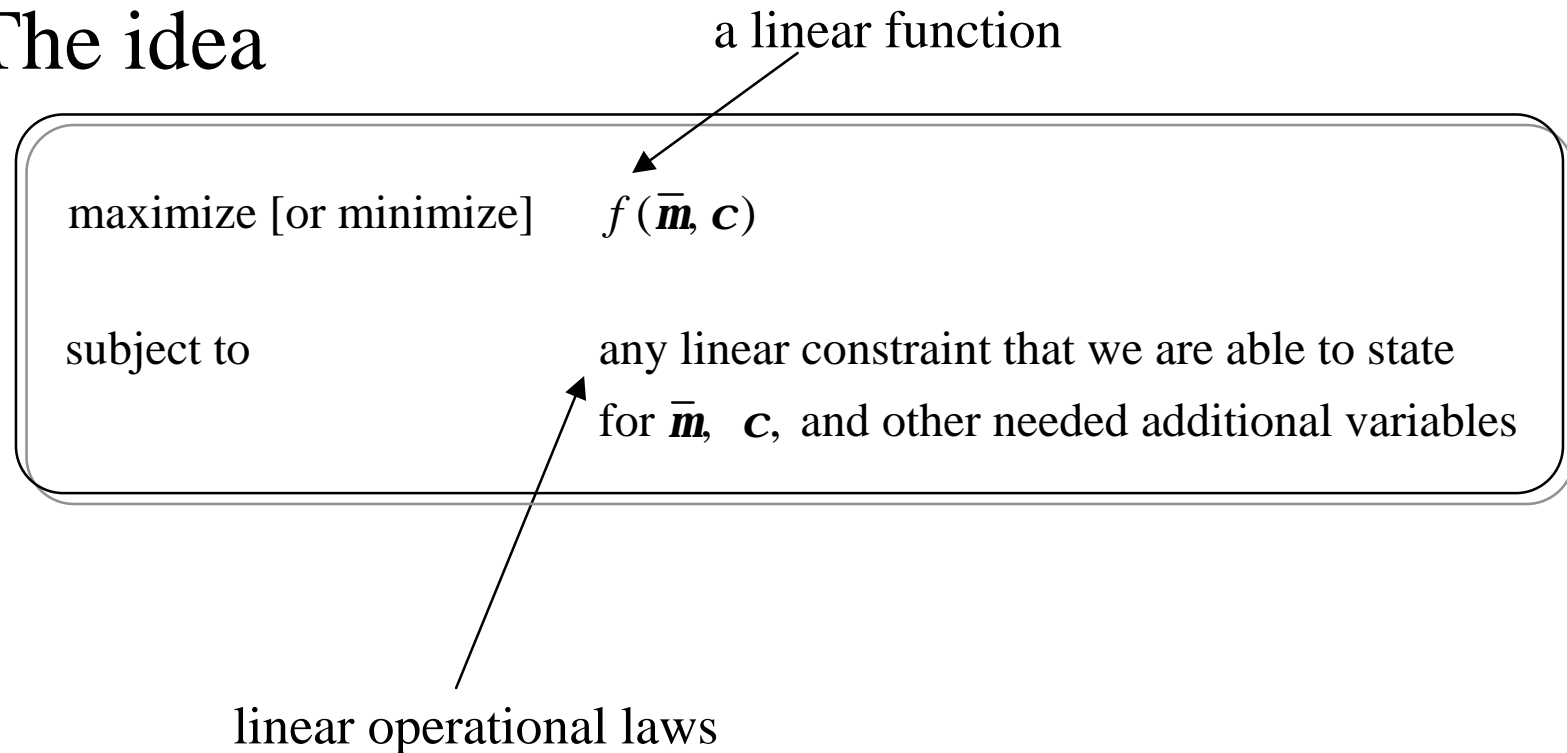 The idea
a linear function
maximize [or minimize] f (m̅, c)
subject to any linear constraint that we are able to state
for m̅, c, and other needed additional variables
linear operational laws